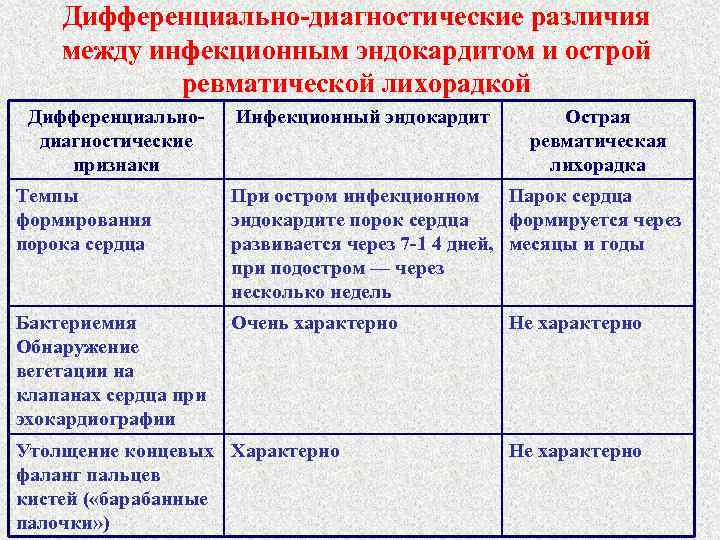 Дифференциально-диагностические различия
между инфекционным эндокардитом и острой
ревматической лихорадкой
Дифференциально-
диагностические
признаки
Инфекционный эндокардит
Острая
ревматическая
лихорадка
Темпы
формирования
порока сердца
При остром инфекционном
эндокардите порок сердца
развивается через 7-1 4 дней,
при подостром — через
несколько недель
Парок сердца
формируется через
месяцы и годы
Бактериемия
Обнаружение
вегетации на
клапанах сердца при
эхокардиографии
Очень характерно
Не характерно
Утолщение концевых
фаланг пальцев
кистей («барабанные
палочки»)
Характерно
Не характерно